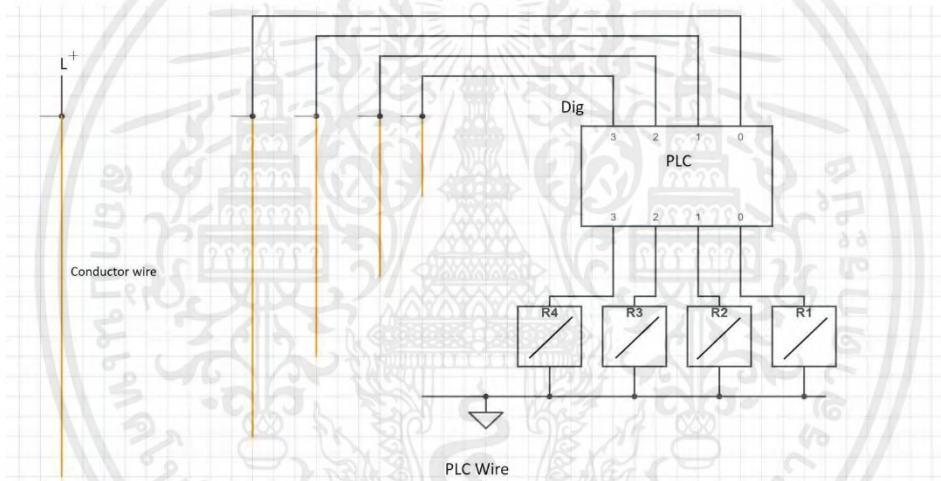 L+
Dig
3 2 1 0
PLC
3 2 1 0
Conductor wire
R4 R3 R2 R1
PLC Wire